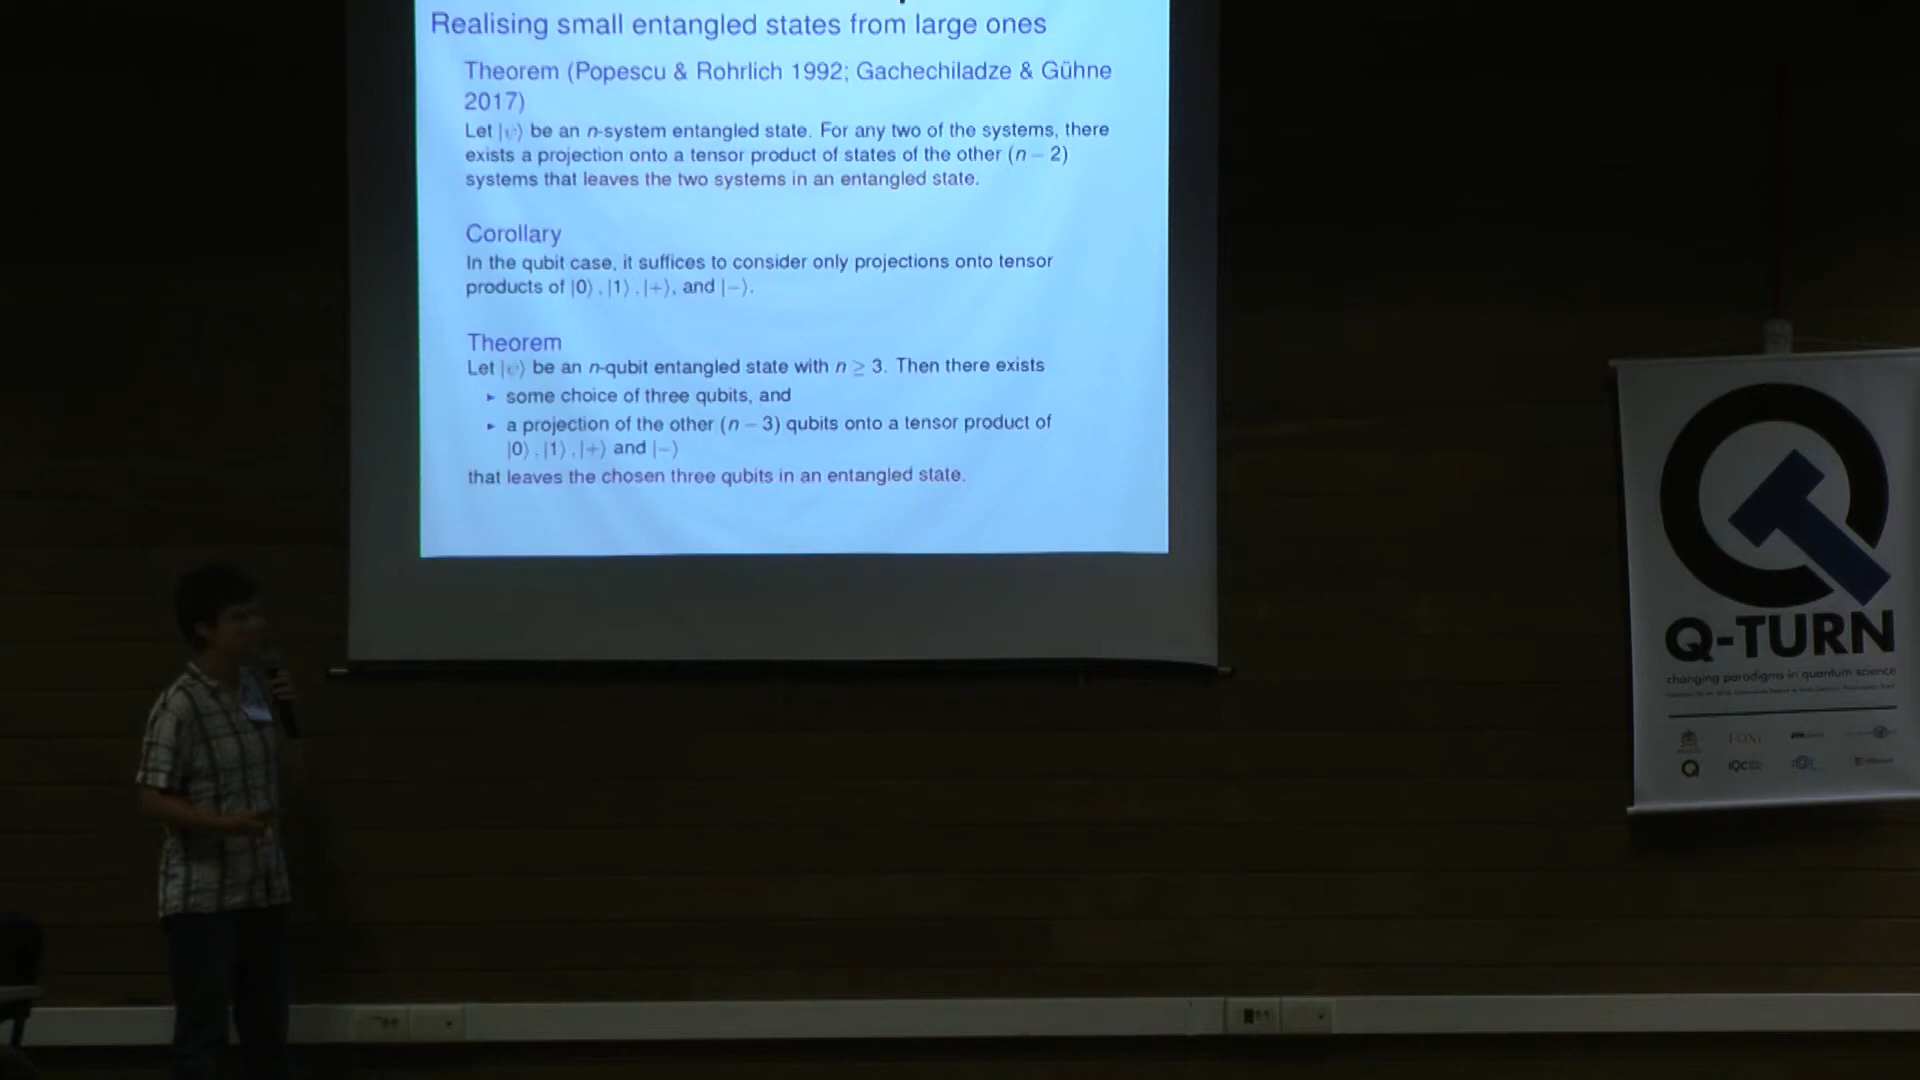 Realising small entangled states from large ones
Theorem (Popescu & Rohrlich 1992; Gachechiladze & Gühne
2017)
Let |ψ⟩ be an n-system entangled state. For any two of the systems, there
exists a projection onto a tensor product of states of the other (n − 2)
systems that leaves the two systems in an entangled state.
Corollary
In the qubit case, it suffices to consider only projections onto tensor
products of |0⟩, |1⟩, |+⟩, and |−⟩.
Theorem
Let |ψ⟩ be an n-qubit entangled state with n ≥ 3. Then there exists
► some choice of three qubits, and
► a projection of the other (n − 3) qubits onto a tensor product of
|0⟩, |1⟩, |+⟩ and |−⟩
that leaves the chosen three qubits in an entangled state.
Q-TURN
changing paradigms in quantum science
IQC